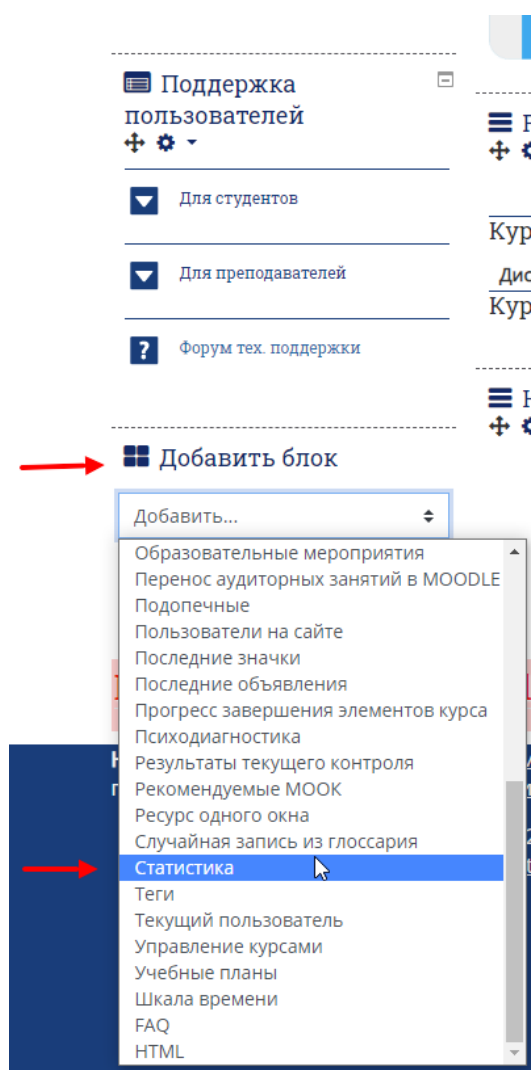 Поддержка
пользователей
Для студентов
Для преподавателей
? Форум тех. поддержки
Добавить блок
Добавить...
Образовательные мероприятия
Перенос аудиторных занятий в MOODLE
Подопечные
Пользователи на сайте
Последние значки
Последние объявления
Прогресс завершения элементов курса
Психодиагностика
Результаты текущего контроля
Рекомендуемые МООК
Ресурс одного окна
Случайная запись из глоссария
Статистика
Теги
Текущий пользователь
Управление курсами
Учебные планы
Шкала времени
FAQ
HTML
Кур
Дис
Кур